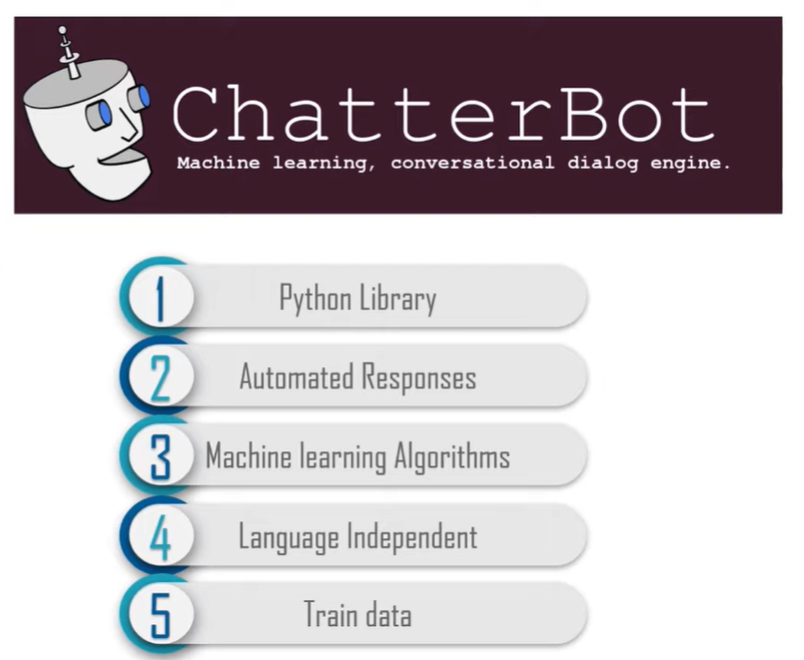 ChatterBot
Machine learning, conversational dialog engine.
1 Python Library
2 Automated Responses
3 Machine learning Algorithms
4 Language Independent
5 Train data